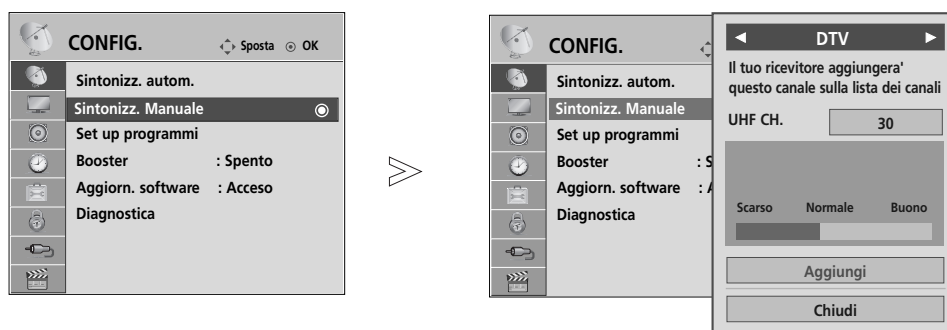 CONFIG. Sposta OK
Sintonizz. autom.
Sintonizz. Manuale
Set up programmi
Booster : Spento
Aggiorn. software : Acceso
Diagnostica
CONFIG.
Sintonizz. autom.
Sintonizz. Manuale
Set up programmi
Booster : S
Aggiorn. software : A
Diagnostica
DTV
Il tuo ricevitore aggiungera'
questo canale sulla lista dei canali
UHF CH. 30
Scarso Normale Buono
Aggiungi
Chiudi